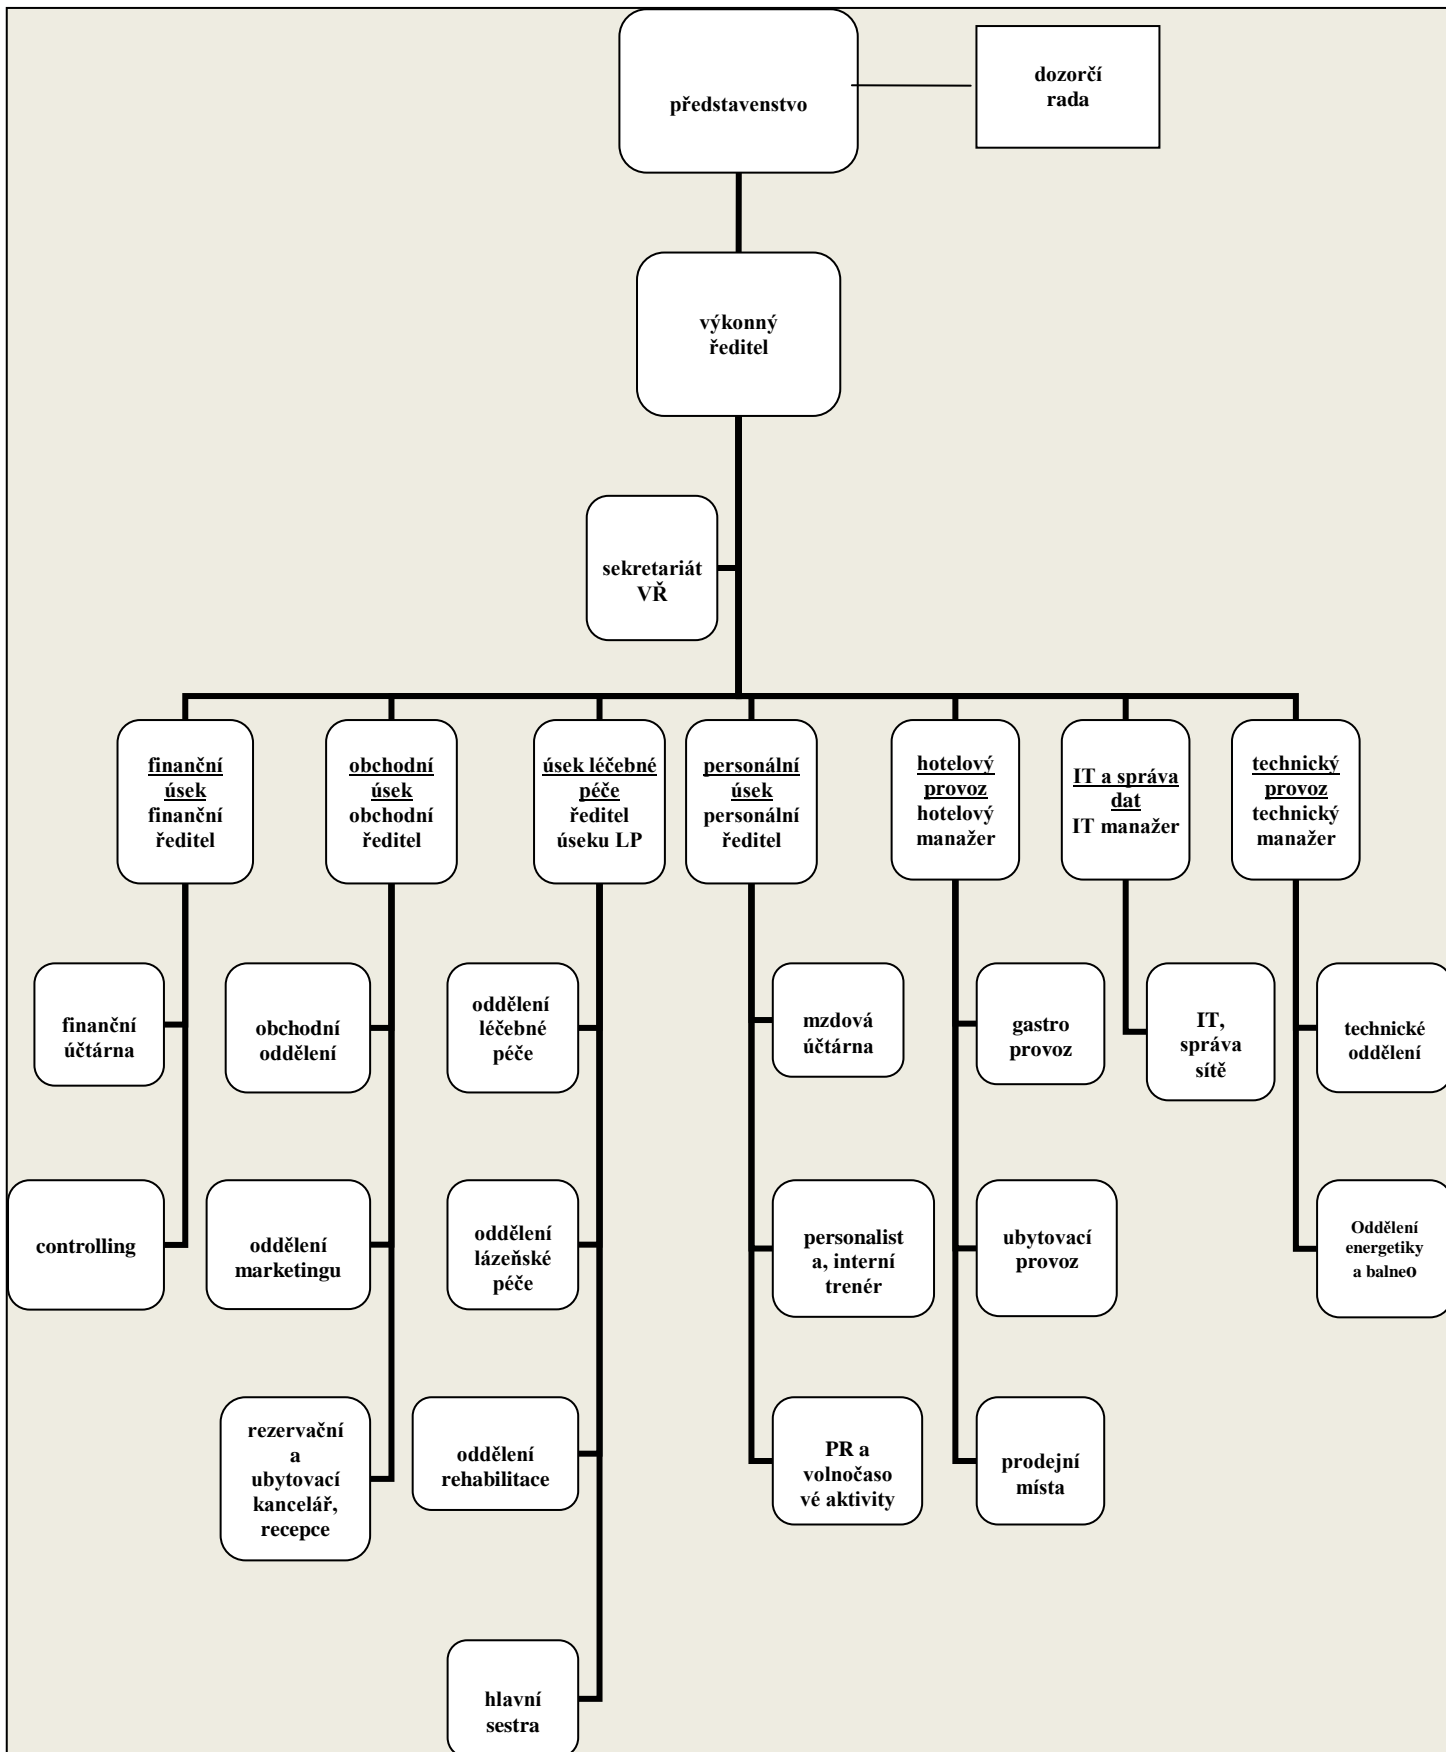 představenstvo
dozorčí
rada
výkonný
ředitel
sekretariát
VŘ
finanční
úsek
finanční
ředitel
obchodní
úsek
obchodní
ředitel
úsek léčebné
péče
ředitel
úseku LP
personální
úsek
personální
ředitel
hotelový
provoz
hotelový
manažer
IT a správa
dat
IT manažer
technický
provoz
technický
manažer
finanční
účtárna
obchodní
oddělení
oddělení
léčebné
péče
mzdová
účtárna
gastro
provoz
IT,
správa
sítě
technické
oddělení
controlling
oddělení
marketingu
oddělení
lázeňské
péče
personalist
a, interní
trenér
ubytovací
provoz
Oddělení
energetiky
a balneo
rezervační
a
ubytovací
kancelář,
recepce
oddělení
rehabilitace
PR a
volnočaso
vé aktivity
prodejní
místa
hlavní
sestra